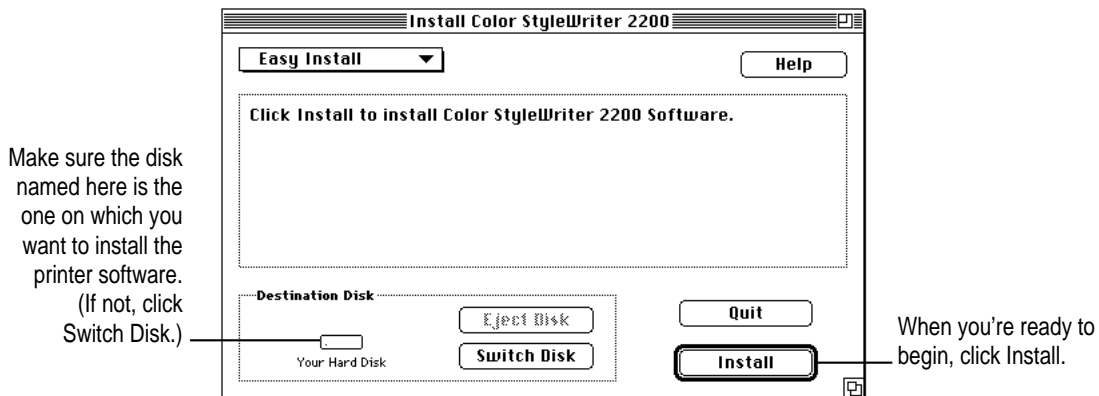 Install Color StyleWriter 2200
Easy Install
Help
Click Install to install Color StyleWriter 2200 Software.
Make sure the disk
named here is the
one on which you
want to install the
printer software.
(If not, click
Switch Disk.)
Destination Disk
Eject Disk
Your Hard Disk
Switch Disk
Quit
Install
When you're ready to
begin, click Install.